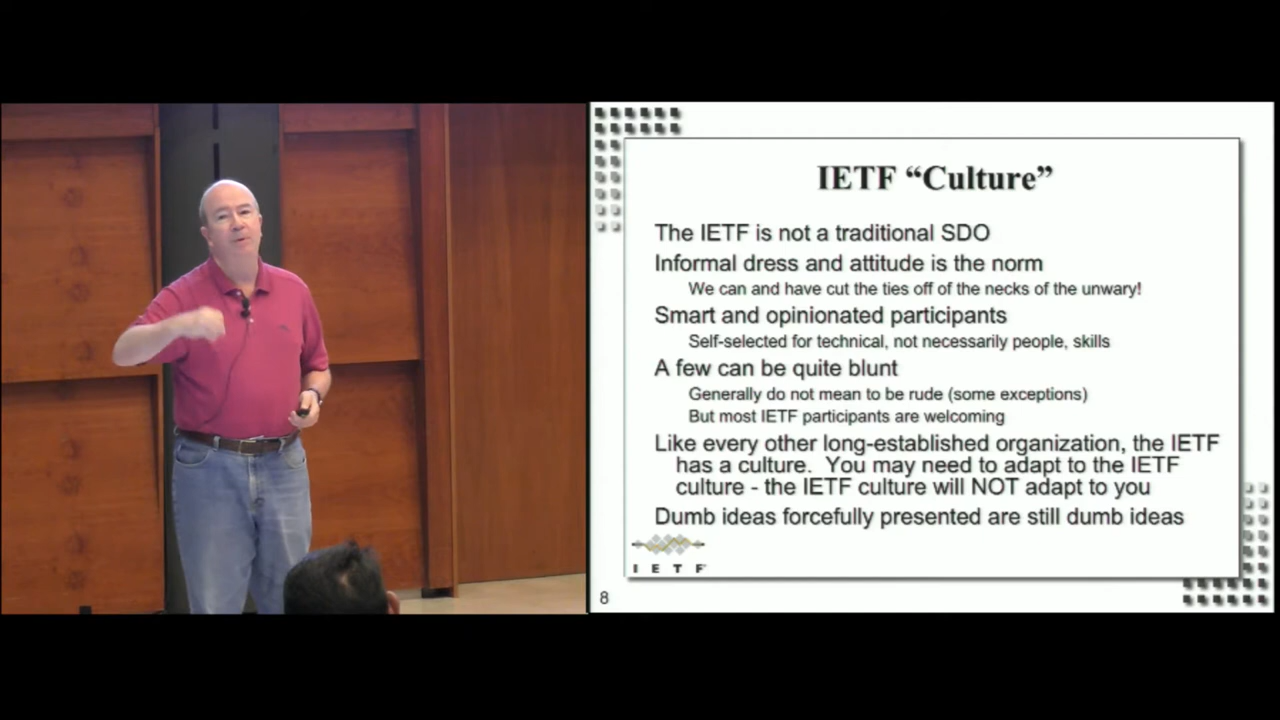 IETF “Culture”
The IETF is not a traditional SDO
Informal dress and attitude is the norm
We can and have cut the ties off of the necks of the unwary!
Smart and opinionated participants
Self-selected for technical, not necessarily people, skills
A few can be quite blunt
Generally do not mean to be rude (some exceptions)
But most IETF participants are welcoming
Like every other long-established organization, the IETF
has a culture.  You may need to adapt to the IETF
culture - the IETF culture will NOT adapt to you
Dumb ideas forcefully presented are still dumb ideas
I E T F
8